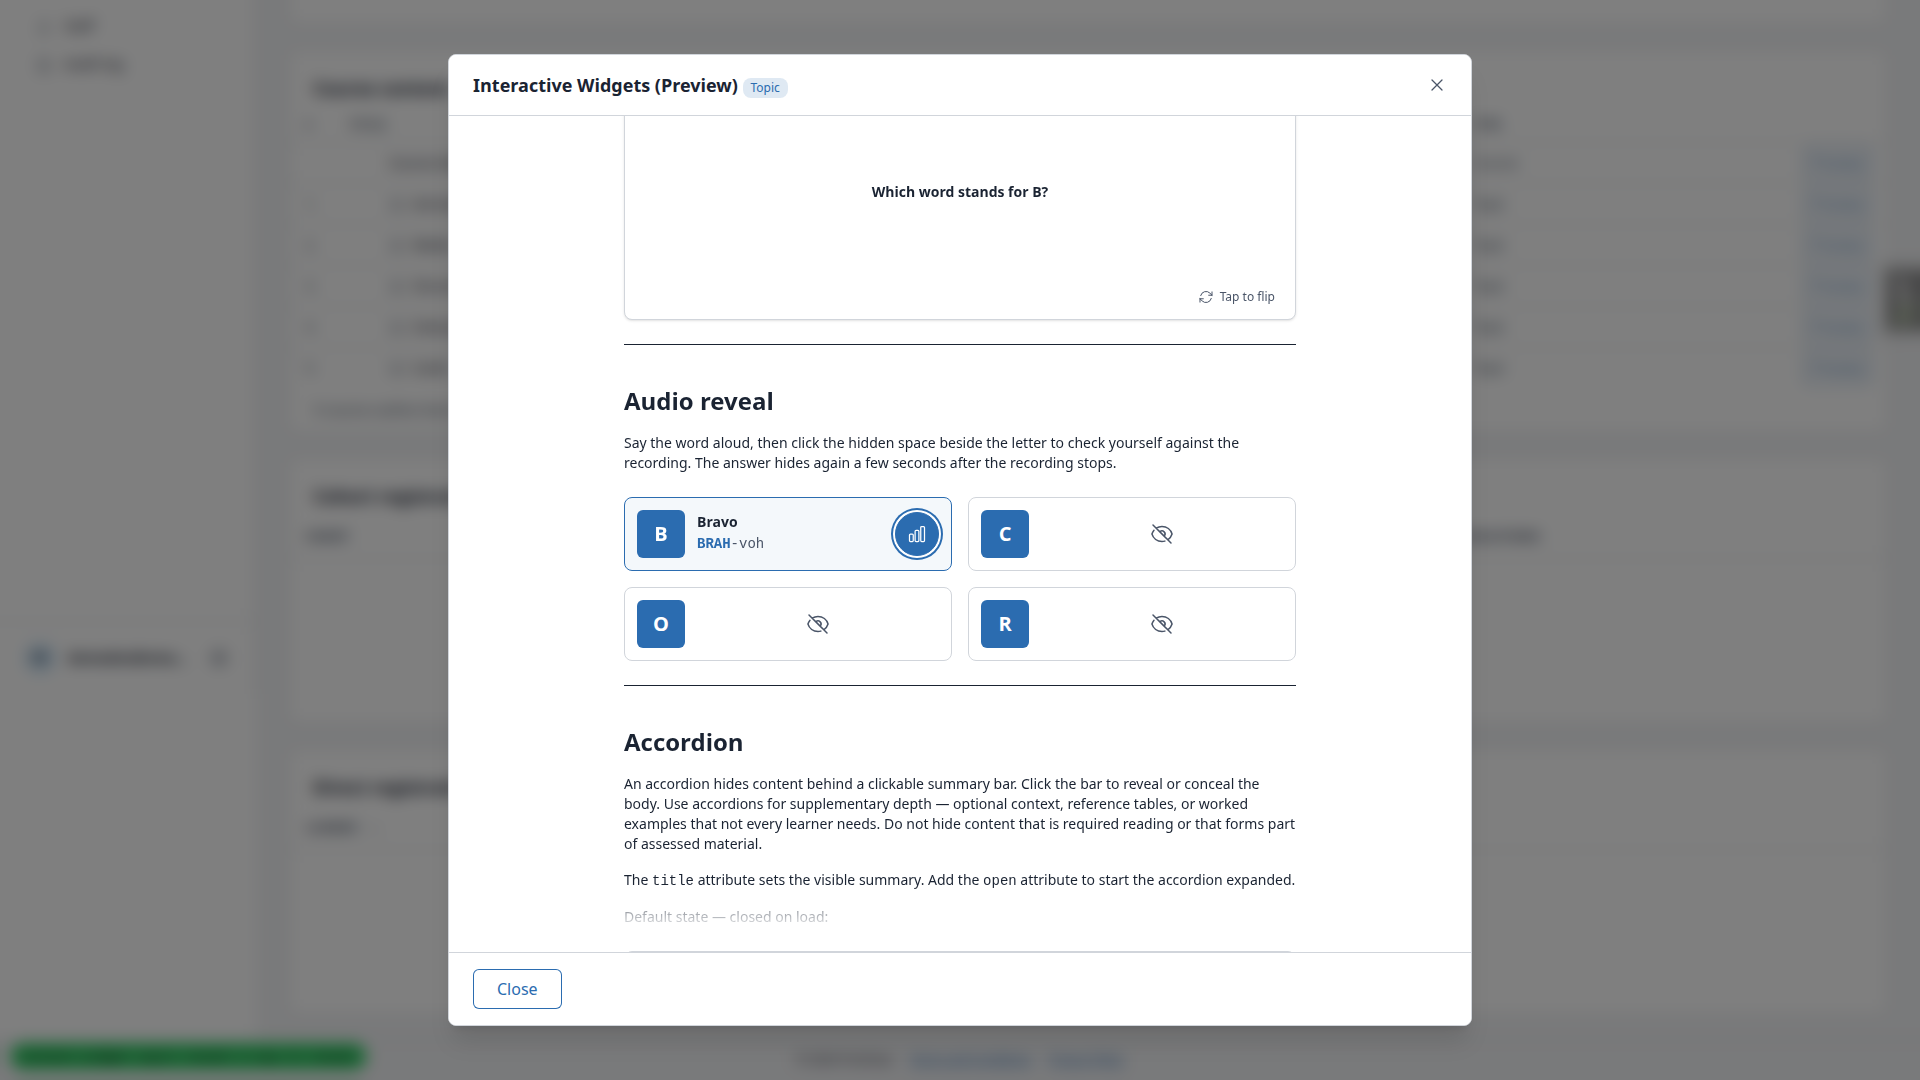 Interactive Widgets (Preview) Topic
Which word stands for B?
Tap to flip
Audio reveal
Say the word aloud, then click the hidden space beside the letter to check yourself against the
recording. The answer hides again a few seconds after the recording stops.
B Bravo
BRAH-voh
C
O
R
Accordion
An accordion hides content behind a clickable summary bar. Click the bar to reveal or conceal the
body. Use accordions for supplementary depth — optional context, reference tables, or worked
examples that not every learner needs. Do not hide content that is required reading or that forms part
of assessed material.
The title attribute sets the visible summary. Add the open attribute to start the accordion expanded.
Default state — closed on load:
Close